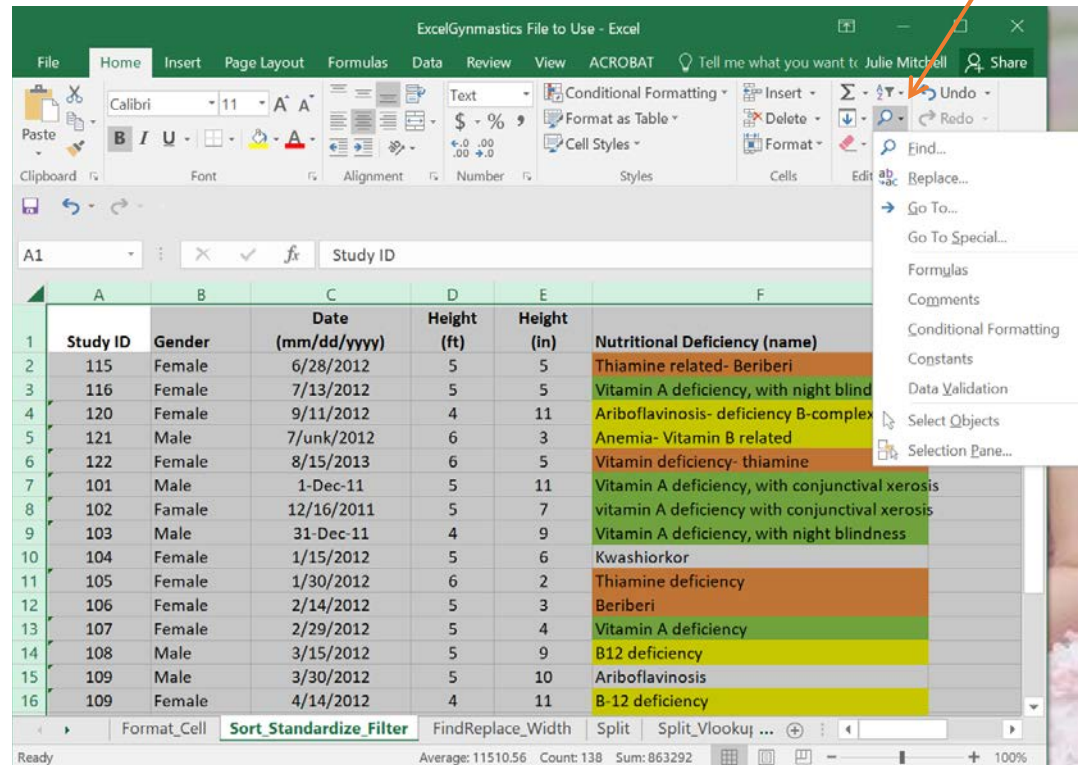 ExcelGynmastics File to Use - Excel
File Home Insert Page Layout Formulas Data Review View ACROBAT Tell me what you want to Julie Mitchell Share
Calibri 11 A A Text Conditional Formatting Insert Σ Undo
Paste B I U A $ % , Format as Table Delete Redo
Cell Styles Format
Clipboard Font Alignment Number Styles Cells Edit
Find...
Replace...
Go To...
Go To Special...
Formulas
Comments
Conditional Formatting
Constants
Data Validation
Select Objects
Selection Pane...
A1 fx Study ID
A B C D E F
1 Study ID Gender Date (mm/dd/yyyy) Height (ft) Height (in) Nutritional Deficiency (name)
2 115 Female 6/28/2012 5 5 Thiamine related- Beriberi
3 116 Female 7/13/2012 5 5 Vitamin A deficiency, with night blind
4 120 Female 9/11/2012 4 11 Ariboflavinosis- deficiency B-complex
5 121 Male 7/unk/2012 6 3 Anemia- Vitamin B related
6 122 Female 8/15/2013 6 5 Vitamin deficiency- thiamine
7 101 Male 1-Dec-11 5 11 Vitamin A deficiency, with conjunctival xerosis
8 102 Famale 12/16/2011 5 7 vitamin A deficiency with conjunctival xerosis
9 103 Male 31-Dec-11 4 9 Vitamin A deficiency, with night blindness
10 104 Female 1/15/2012 5 6 Kwashiorkor
11 105 Female 1/30/2012 6 2 Thiamine deficiency
12 106 Female 2/14/2012 5 3 Beriberi
13 107 Female 2/29/2012 5 4 Vitamin A deficiency
14 108 Male 3/15/2012 5 9 B12 deficiency
15 109 Male 3/30/2012 5 10 Ariboflavinosis
16 109 Female 4/14/2012 4 11 B-12 deficiency
Format_Cell Sort_Standardize_Filter FindReplace_Width Split Split_Vlookup ...
Ready Average: 11510.56 Count: 138 Sum: 863292 100%